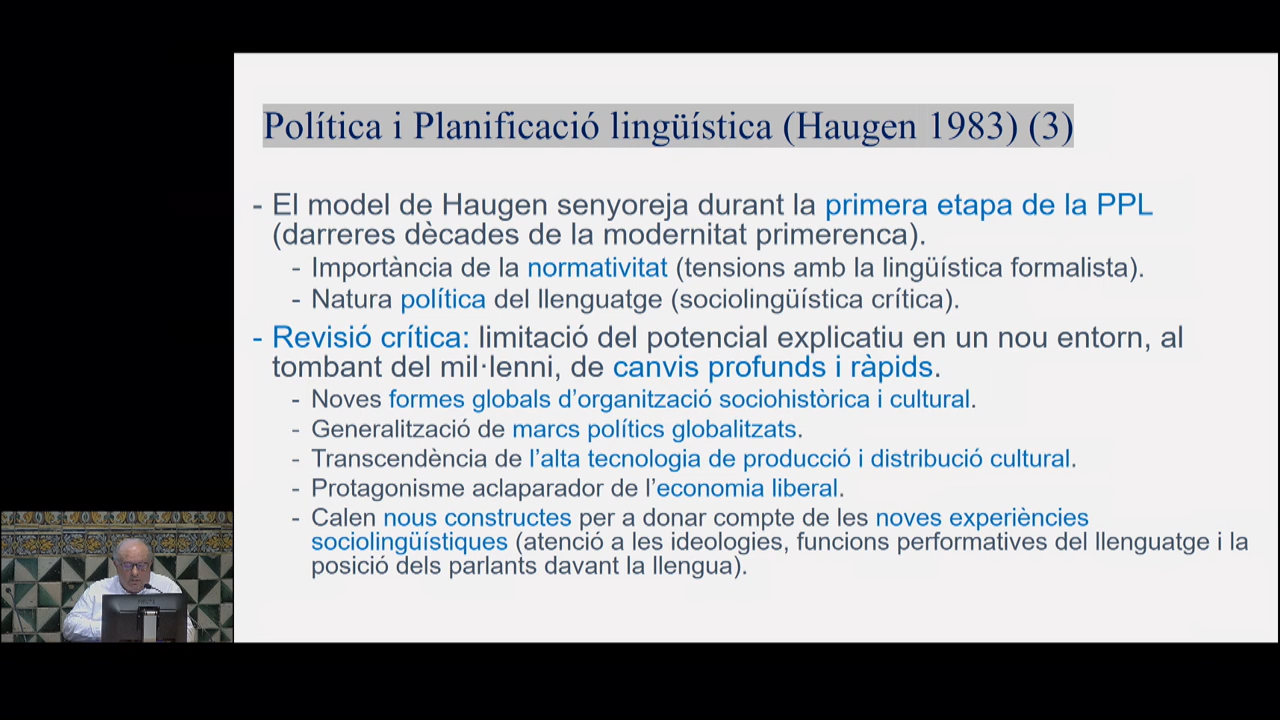 Política i Planificació lingüística (Haugen 1983) (3)
- El model de Haugen senyoreja durant la primera etapa de la PPL
(darreres dècades de la modernitat primerenca).
- Importància de la normativitat (tensions amb la lingüística formalista).
- Natura política del llenguatge (sociolingüística crítica).
- Revisió crítica: limitació del potencial explicatiu en un nou entorn, al
tombant del mil·lenni, de canvis profunds i ràpids.
- Noves formes globals d’organització sociohistòrica i cultural.
- Generalització de marcs polítics globalitzats.
- Transcendència de l’alta tecnologia de producció i distribució cultural.
- Protagonisme aclaparador de l’economia liberal.
- Calen nous constructes per a donar compte de les noves experiències
sociolingüístiques (atenció a les ideologies, funcions performatives del llenguatge i la
posició dels parlants davant la llengua).